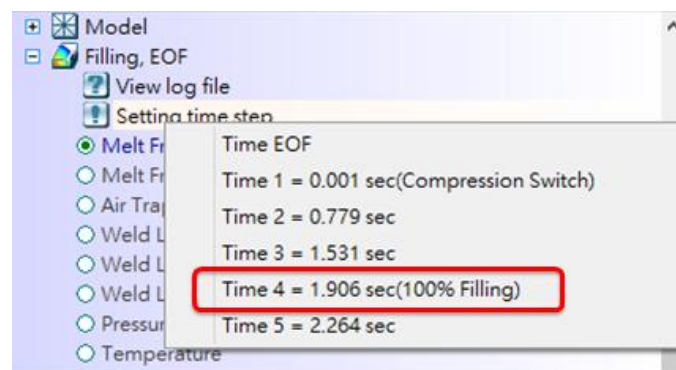 Model
Filling, EOF
View log file
Setting time step
Melt Fr
Time EOF
Melt Fr
Time 1 = 0.001 sec(Compression Switch)
Air Trap
Time 2 = 0.779 sec
Weld L
Time 3 = 1.531 sec
Weld L
Weld L
Time 4 = 1.906 sec(100% Filling)
Pressur
Time 5 = 2.264 sec
Temperature